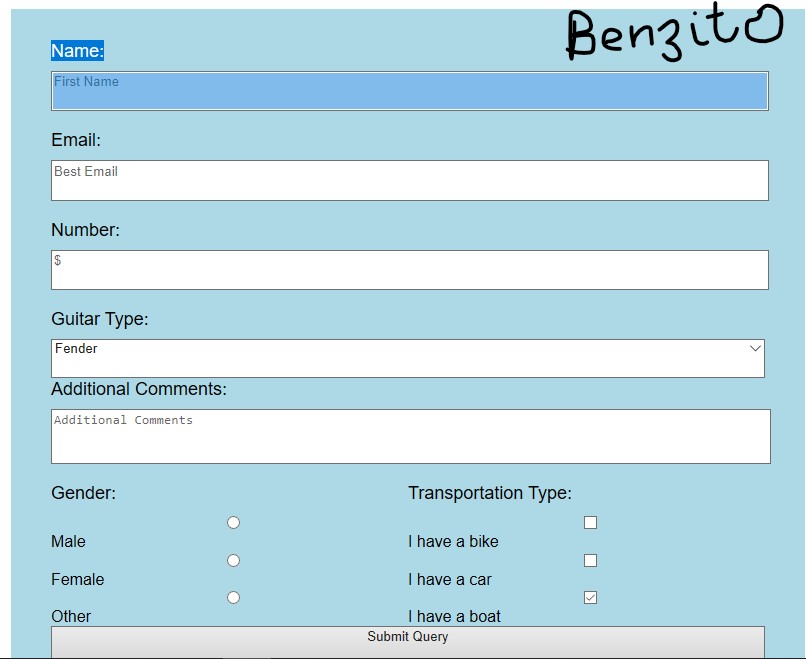 Benzito
Name:
First Name
Email:
Best Email
Number:
$
Guitar Type:
Fender
Additional Comments:
Additional Comments
Gender: Transportation Type:
Male I have a bike
Female I have a car
Other I have a boat
Submit Query